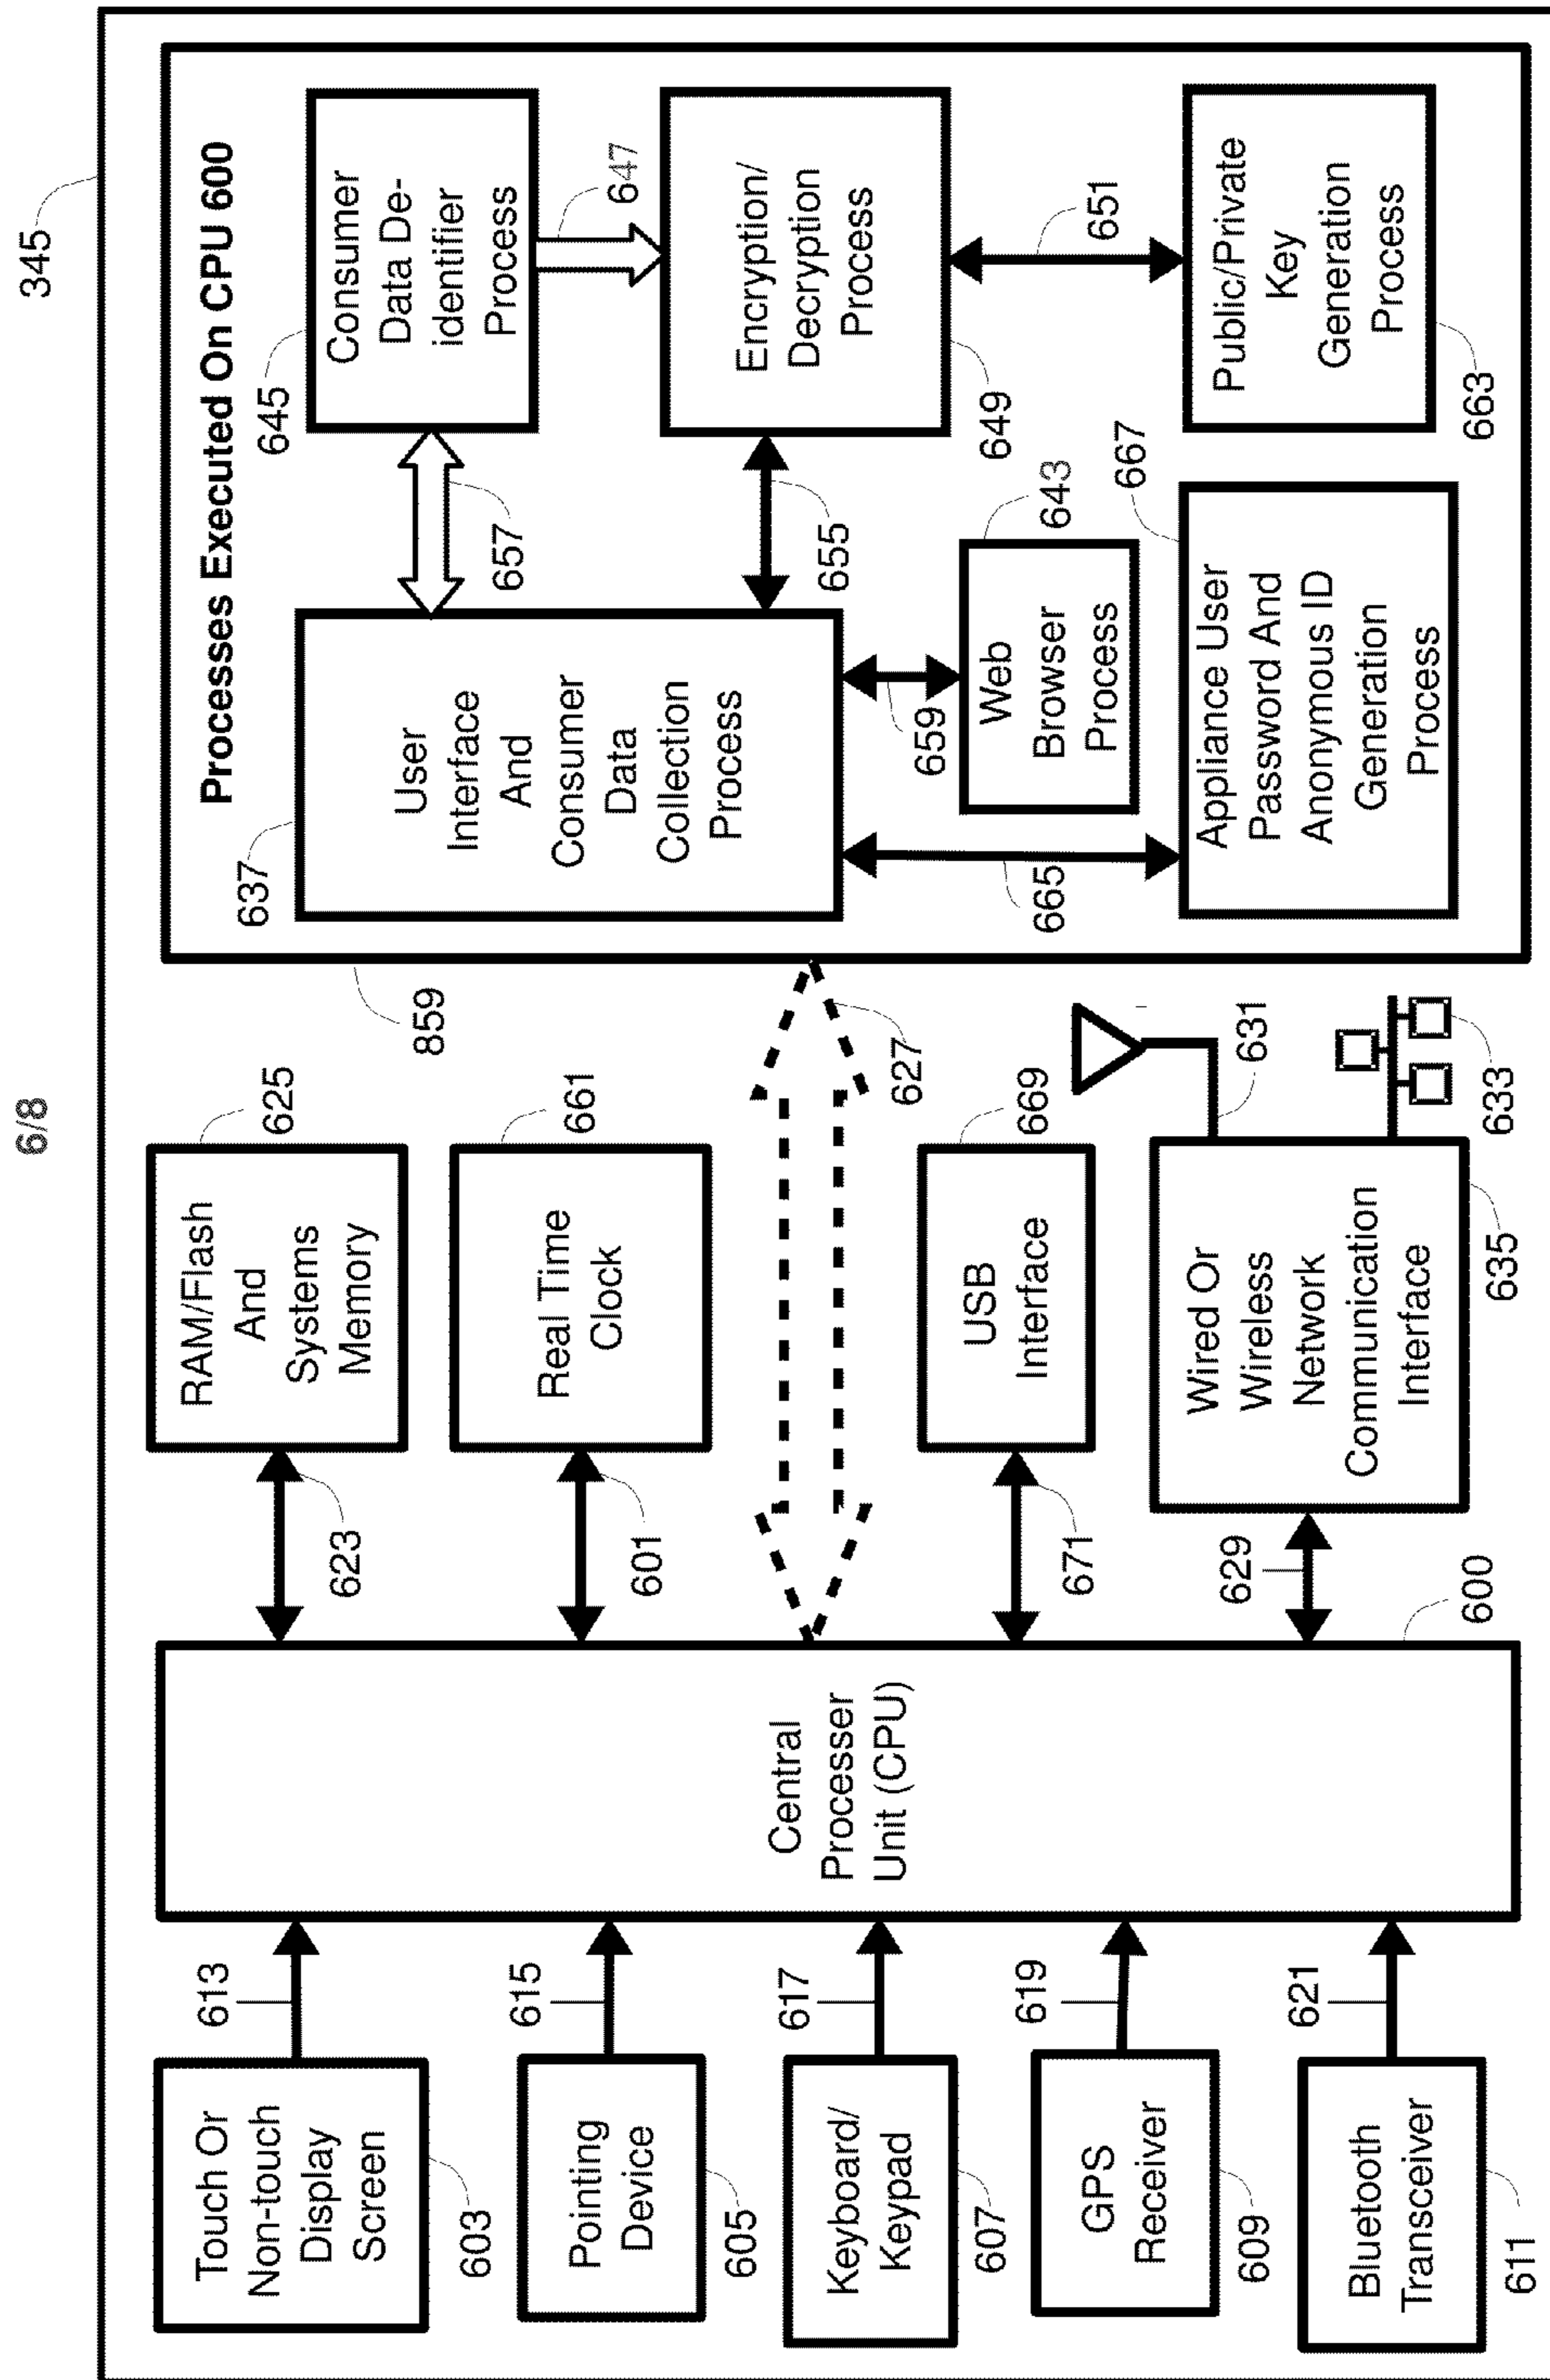 6/8
345
Touch Or
Non-touch
Display
Screen
603
613
Pointing
Device
605
615
Keyboard/
Keypad
607
617
GPS
Receiver
609
619
Bluetooth
Transceiver
611
621
Central
Processer
Unit (CPU)
600
RAM/Flash
And
Systems
Memory
625
623
Real Time
Clock
661
601
627
USB
Interface
669
671
Wired Or
Wireless
Network
Communication
Interface
635
629
631
633
859
Processes Executed On CPU 600
User
Interface
And
Consumer
Data
Collection
Process
637
657
Consumer
Data De-
identifier
Process
645
647
Encryption/
Decryption
Process
649
655
651
Web
Browser
Process
643
659
665
Appliance User
Password And
Anonymous ID
Generation
Process
667
Public/Private
Key
Generation
Process
663